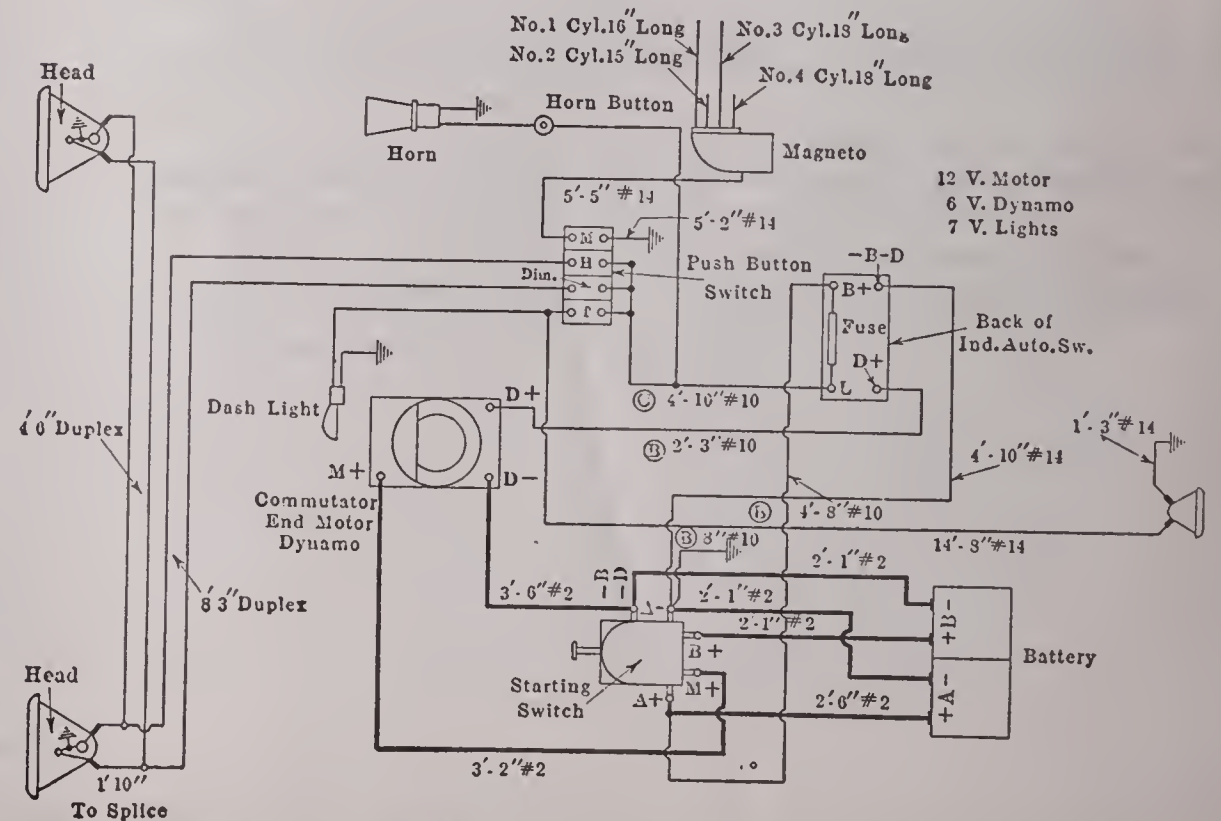 No.1 Cyl.16″Long
No.3 Cyl.18″Long
No.2 Cyl.15″Long
No.4 Cyl.18″Long
Head
Horn Button
Horn
Magneto
12 V. Motor
6 V. Dynamo
7 V. Lights
5′-5″ #14
5′-2″#14
M
H
Dim.
Push Button
Switch
-B-D
B+
Fuse
D+
L
Back of
Ind.Auto.Sw.
Dash Light
D+
C 4′-10″#10
B 2′-3″#10
1′-3″#14
4′-10″#14
4′6″Duplex
M+
D-
Commutator
End Motor
Dynamo
4′-8″#10
B 8″#10
14′-8″#14
8′3″Duplex
3′-6″#2
-B
-D
A-
2′-1″#2
2′-1″#2
2′-1″#2
B+
M+
A+
+B-
+A-
Battery
Head
Starting
Switch
2′-6″#2
3′-2″#2
1′10″
To Splice